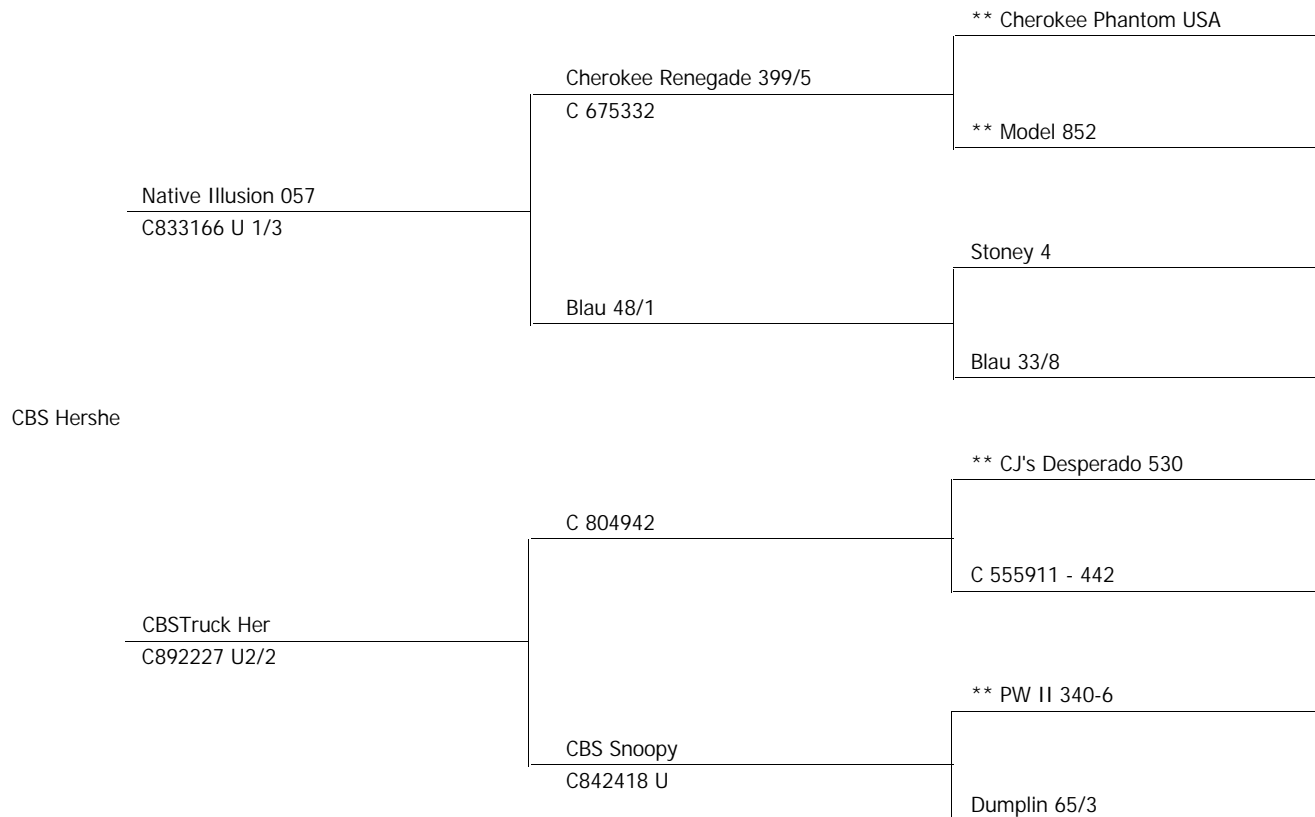 ** Cherokee Phantom USA
Cherokee Renegade 399/5
C 675332
** Model 852
Native Illusion 057
C833166 U 1/3
Stoney 4
Blau 48/1
Blau 33/8
CBS Hershe
** CJ's Desperado 530
C 804942
C 555911 - 442
CBSTruck Her
C892227 U2/2
** PW II 340-6
CBS Snoopy
C842418 U
Dumplin 65/3